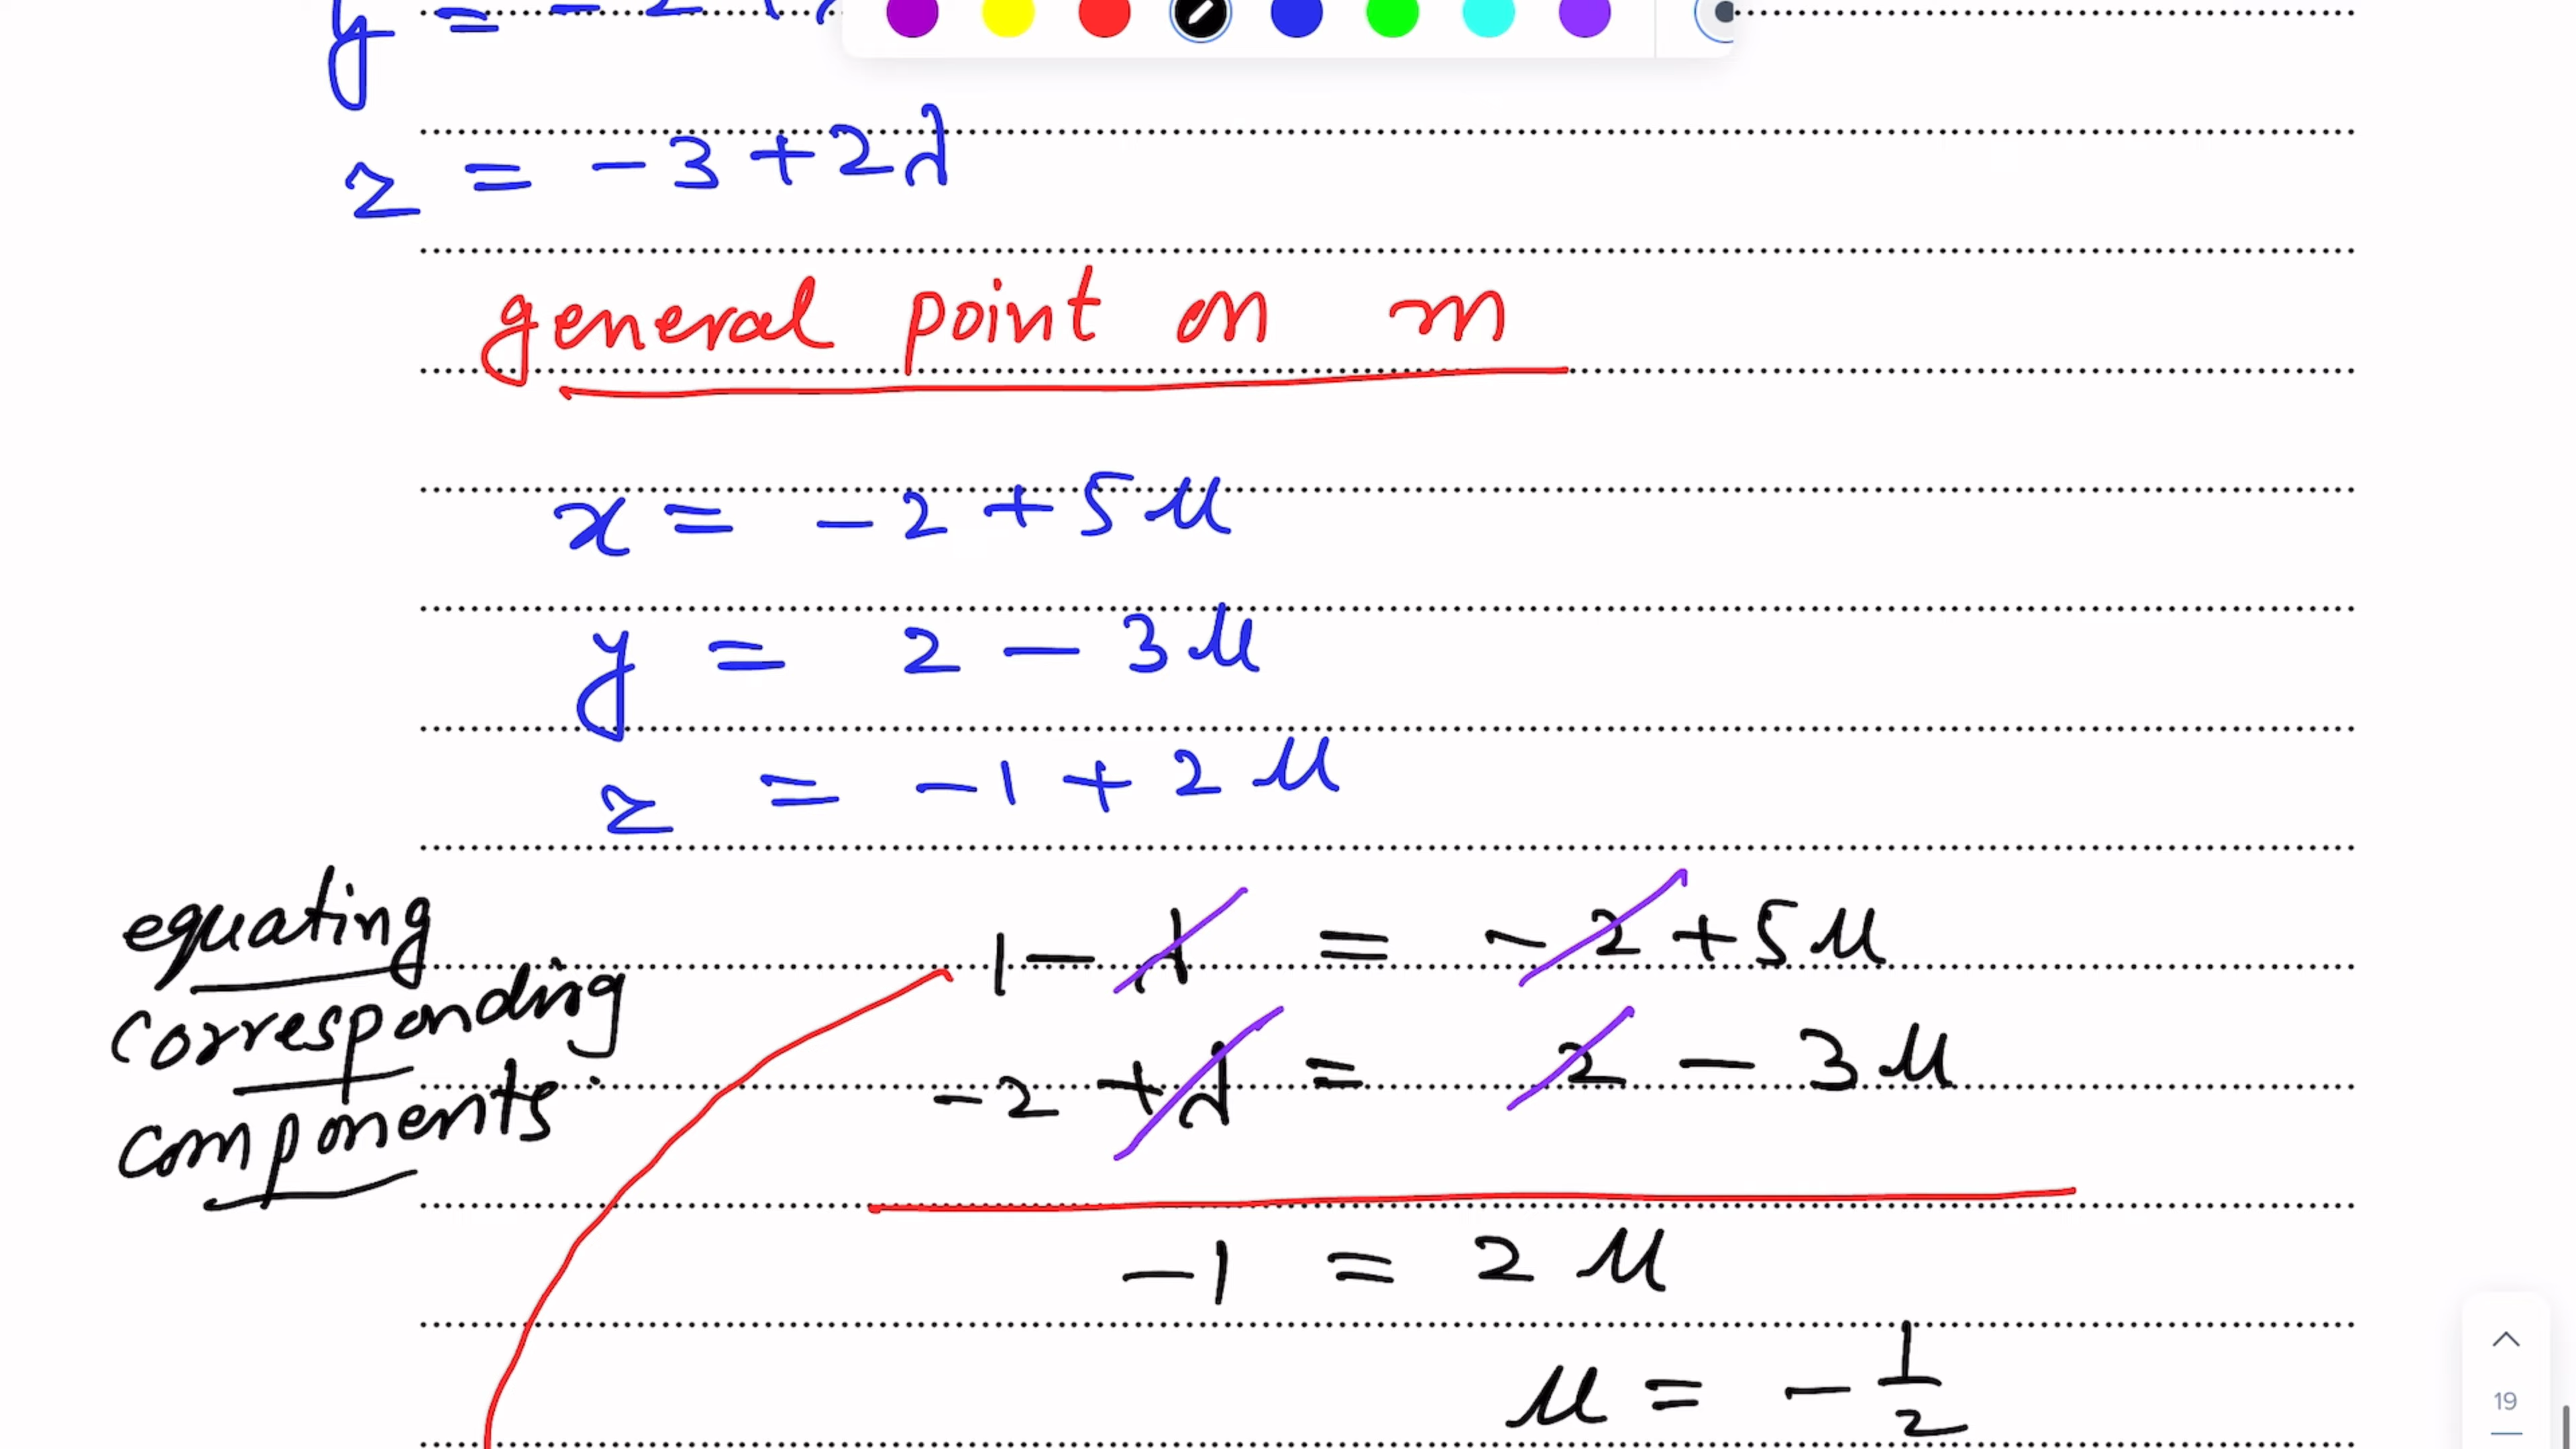 y = - 2 +
z = - 3 + 2λ
general point on m
x = - 2 + 5μ
y = 2 - 3μ
z = - 1 + 2μ
equating
corresponding
components.
1 - λ = - 2 + 5μ
- 2 + λ = 2 - 3μ
- 1 = 2μ
μ = - 1/2
19